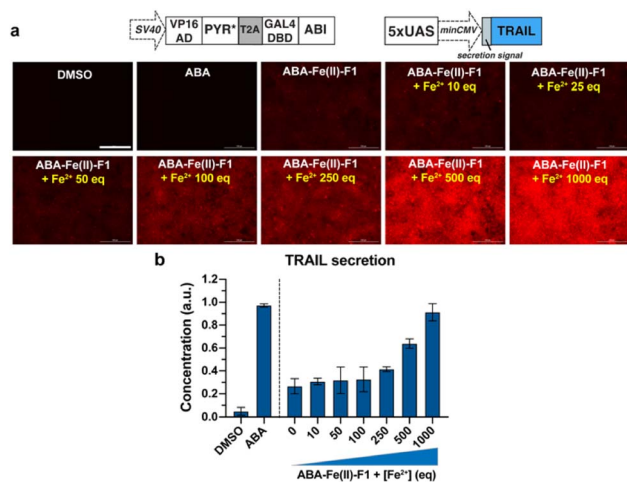 a
SV40
VP16 AD
PYR*
T2A
GAL4 DBD
ABI
5xUAS
minCMV
TRAIL
secretion signal
DMSO
ABA
ABA-Fe(II)-F1
ABA-Fe(II)-F1
+ Fe²⁺ 10 eq
ABA-Fe(II)-F1
+ Fe²⁺ 25 eq
ABA-Fe(II)-F1
+ Fe²⁺ 50 eq
ABA-Fe(II)-F1
+ Fe²⁺ 100 eq
ABA-Fe(II)-F1
+ Fe²⁺ 250 eq
ABA-Fe(II)-F1
+ Fe²⁺ 500 eq
ABA-Fe(II)-F1
+ Fe²⁺ 1000 eq
b
TRAIL secretion
Concentration (a.u.)
1.2
1.0
0.8
0.6
0.4
0.2
0.0
DMSO
ABA
0
10
50
100
250
500
1000
ABA-Fe(II)-F1 + [Fe²⁺] (eq)